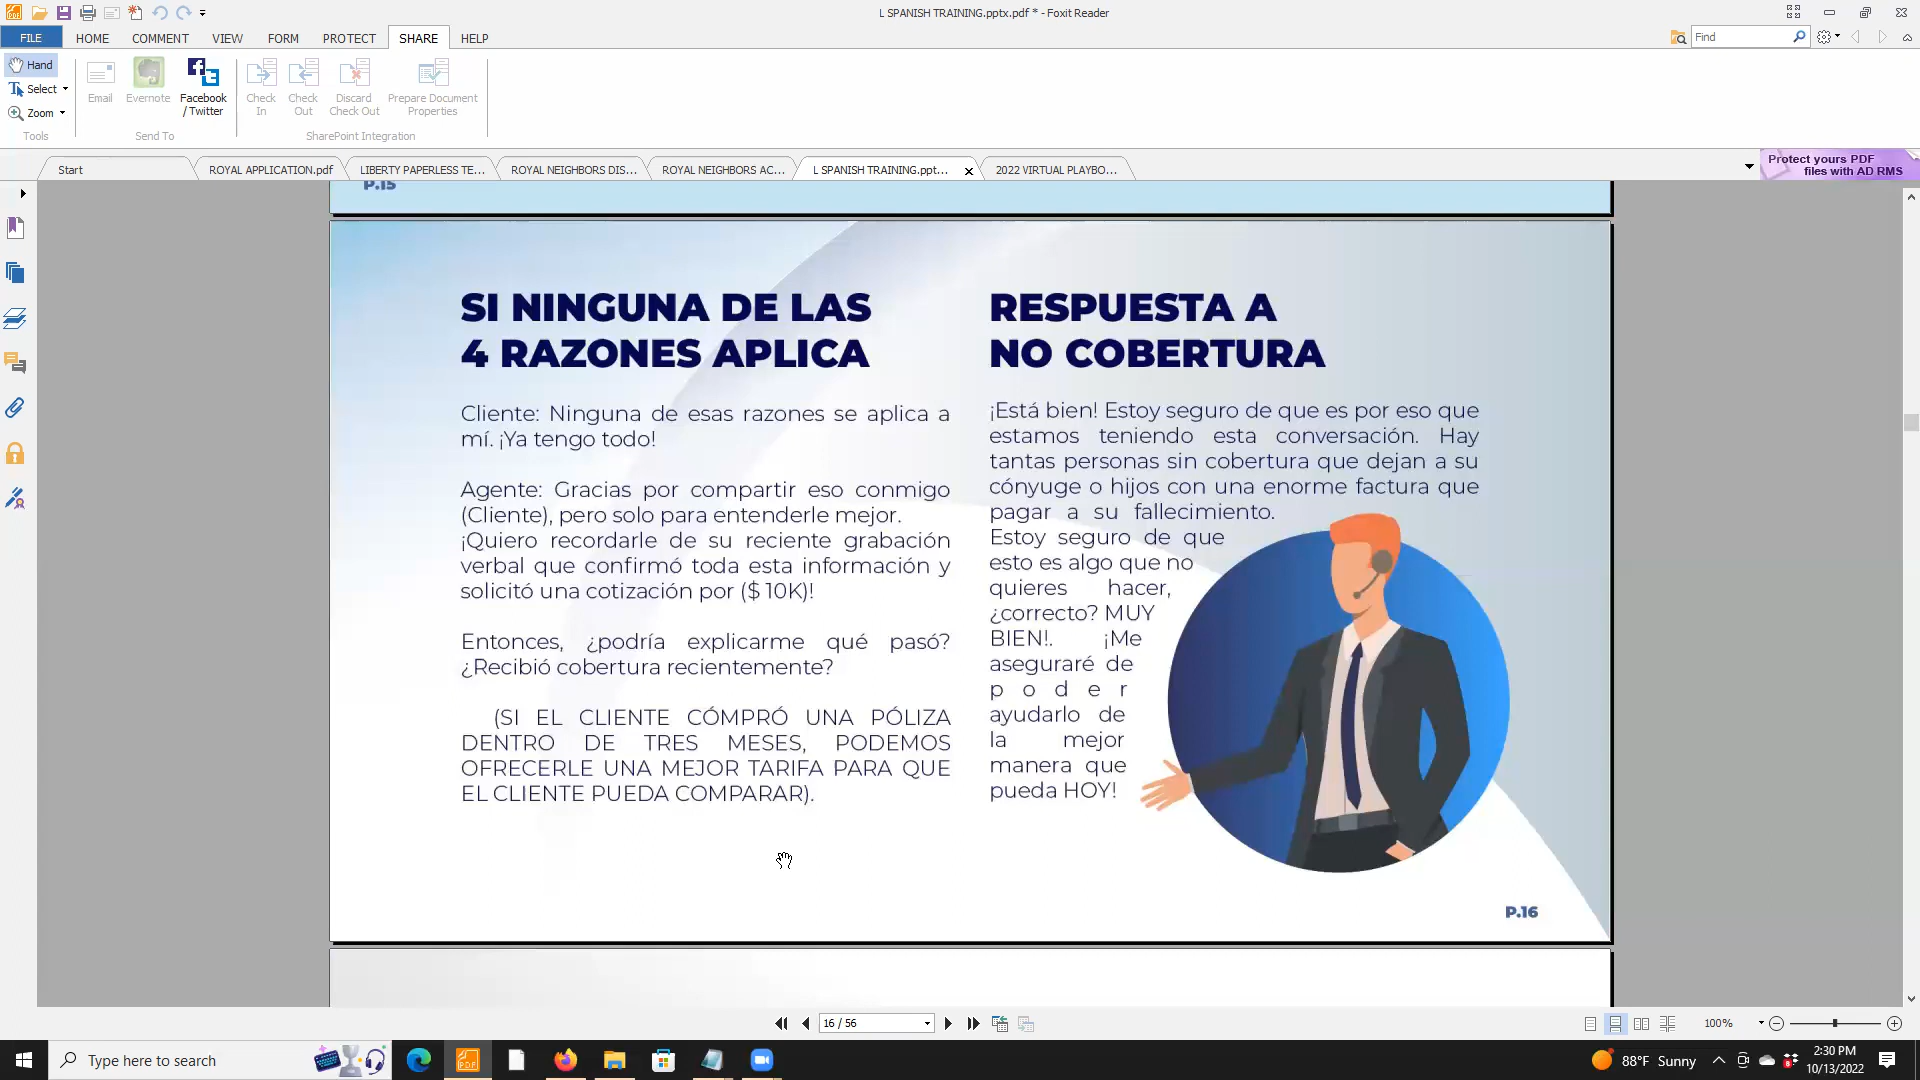 L SPANISH TRAINING.pptx.pdf * - Foxit Reader
FILE HOME COMMENT VIEW FORM PROTECT SHARE HELP
Find
Hand
Select
Zoom
Tools
Email
Evernote
Facebook
/ Twitter
Send To
Check
In
Check
Out
Discard
Check Out
Prepare Document
Properties
SharePoint Integration
Start
ROYAL APPLICATION.pdf
LIBERTY PAPERLESS TE...
ROYAL NEIGHBORS DIS...
ROYAL NEIGHBORS AC...
L SPANISH TRAINING.ppt...
2022 VIRTUAL PLAYBO...
Protect yours PDF
files with AD RMS
P.15
SI NINGUNA DE LAS
4 RAZONES APLICA
Cliente: Ninguna de esas razones se aplica a
mí. ¡Ya tengo todo!
Agente: Gracias por compartir eso conmigo
(Cliente), pero solo para entenderle mejor.
¡Quiero recordarle de su reciente grabación
verbal que confirmó toda esta información y
solicitó una cotización por ($ 10K)!
Entonces, ¿podría explicarme qué pasó?
¿Recibió cobertura recientemente?
(SI EL CLIENTE CÓMPRÓ UNA PÓLIZA
DENTRO DE TRES MESES, PODEMOS
OFRECERLE UNA MEJOR TARIFA PARA QUE
EL CLIENTE PUEDA COMPARAR).
RESPUESTA A
NO COBERTURA
¡Está bien! Estoy seguro de que es por eso que
estamos teniendo esta conversación. Hay
tantas personas sin cobertura que dejan a su
cónyuge o hijos con una enorme factura que
pagar a su fallecimiento.
Estoy seguro de que
esto es algo que no
quieres hacer,
¿correcto? MUY
BIEN!. ¡Me
aseguraré de
p o d e r
ayudarlo de
la mejor
manera que
pueda HOY!
P.16
16 / 56
100%
Type here to search
88°F Sunny
2:30 PM
10/13/2022